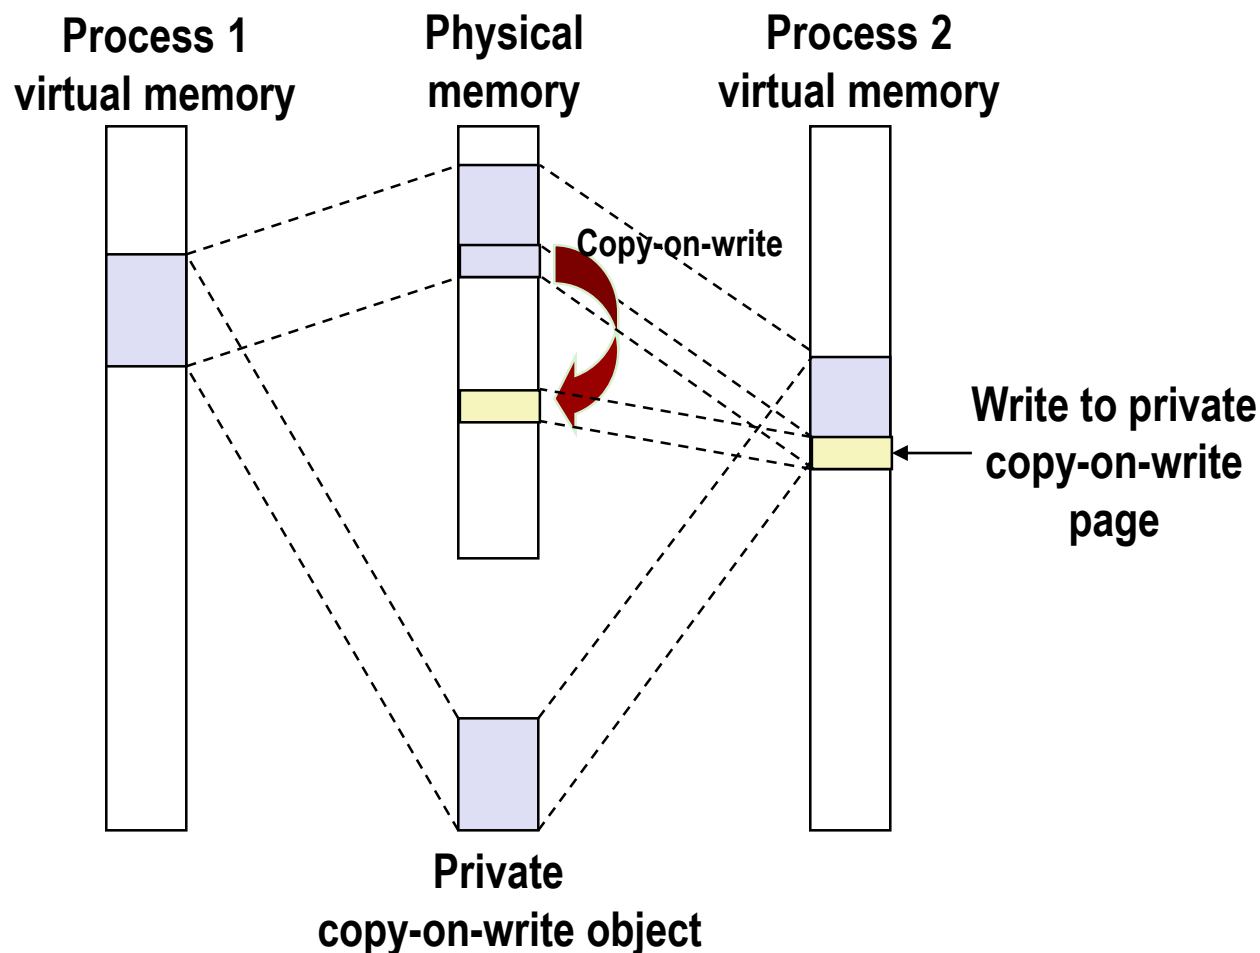 Process 1
virtual memory
Physical
memory
Process 2
virtual memory
Copy-on-write
Write to private
copy-on-write
page
Private
copy-on-write object